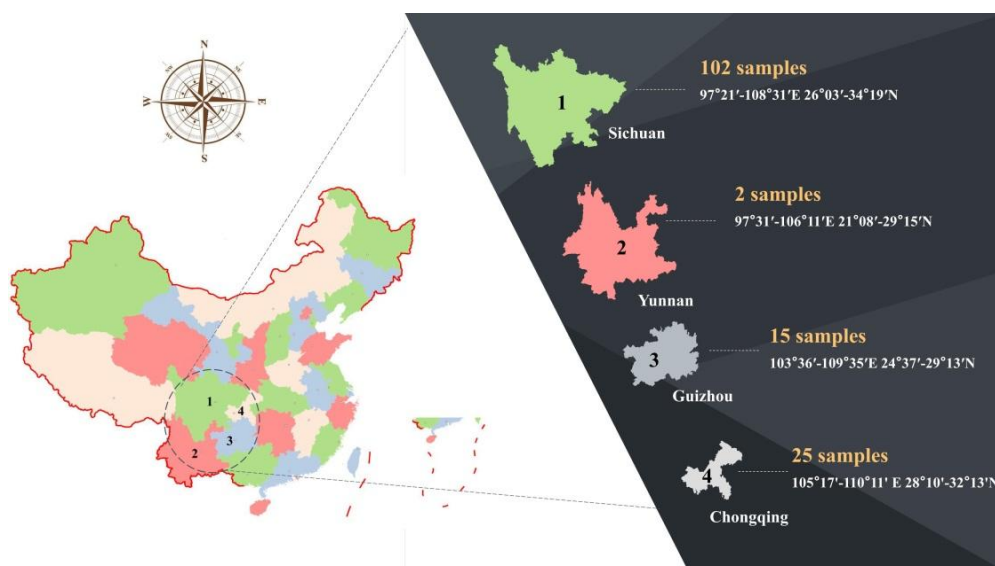 N
W
E
S
1
2
3
4
1
102 samples
97°21′-108°31′E 26°03′-34°19′N
Sichuan
2
2 samples
97°31′-106°11′E 21°08′-29°15′N
Yunnan
3
15 samples
103°36′-109°35′E 24°37′-29°13′N
Guizhou
4
25 samples
105°17'-110°11' E 28°10'-32°13'N
Chongqing